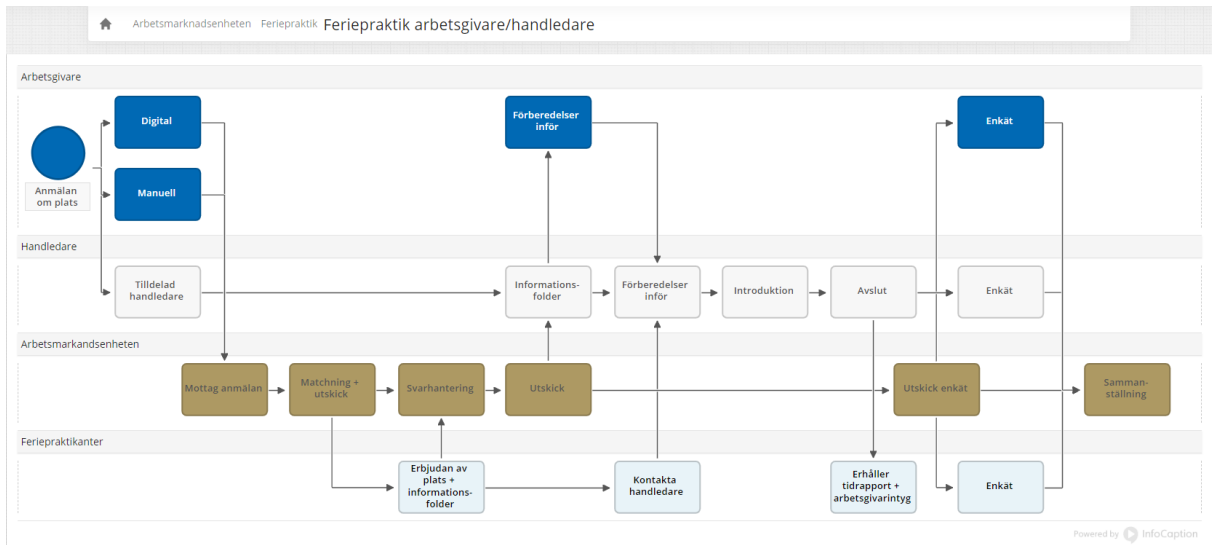 Arbetsmarknadsenheten Feriepraktik Feriepraktik arbetsgivare/handledare
Arbetsgivare
Digital
Manuell
Anmälan
om plats
Förberedelser
inför
Enkät
Handledare
Tilldelad
handledare
Informations-
folder
Förberedelser
inför
Introduktion
Avslut
Enkät
Arbetsmarkandsenheten
Mottag anmälan
Matchning +
utskick
Svarhantering
Utskick
Utskick enkät
Samman-
ställning
Feriepraktikanter
Erbjudan av
plats +
informations-
folder
Kontakta
handledare
Erhåller
tidrapport +
arbetsgivarintyg
Enkät
Powered by InfoCaption